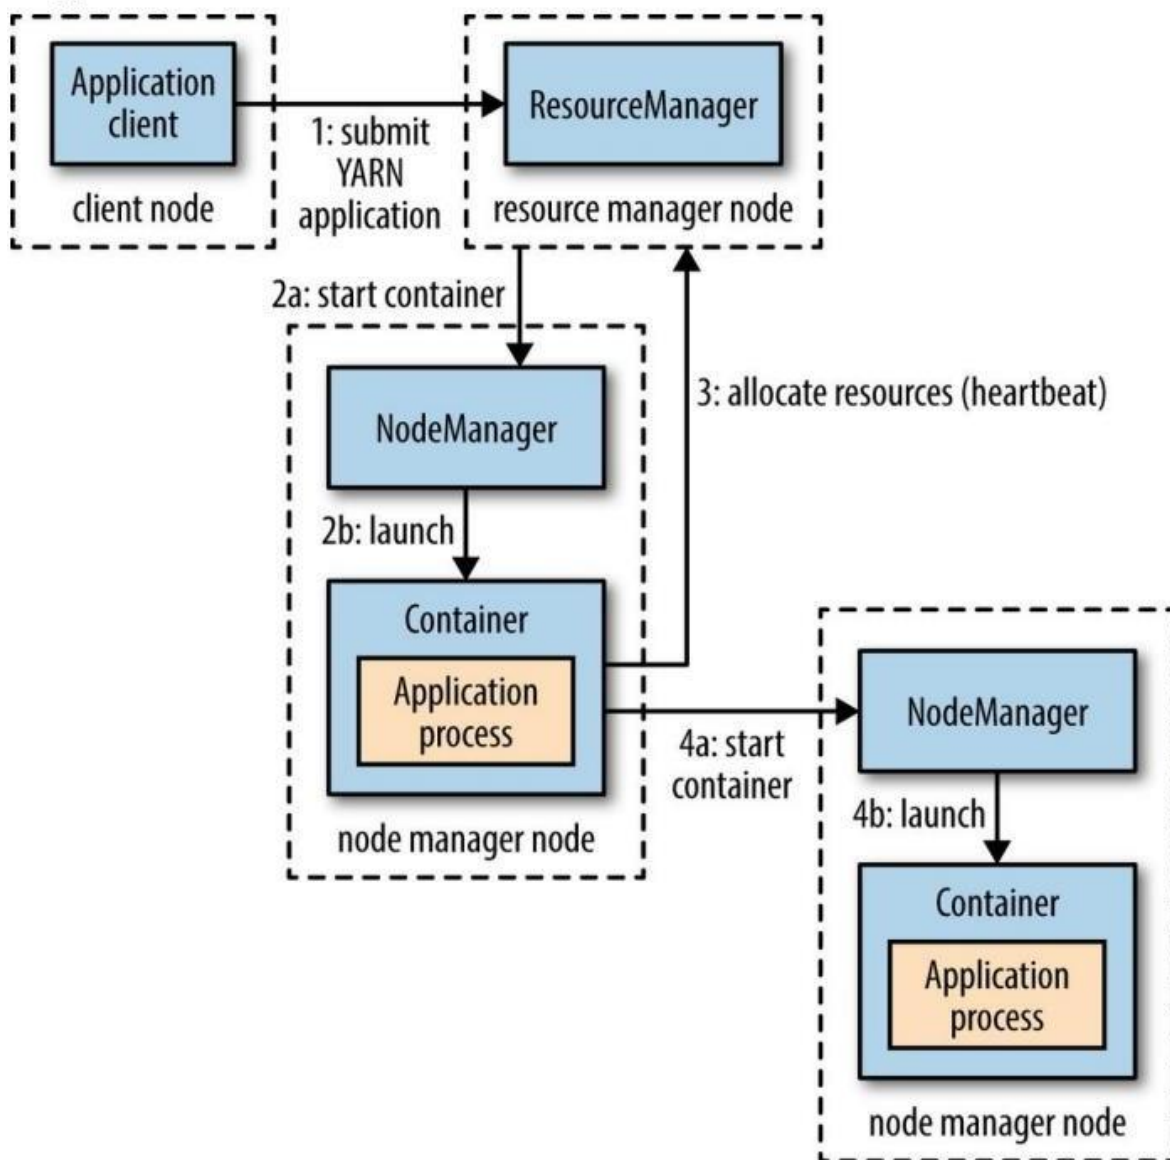 Application
client
client node
1: submit
YARN
application
ResourceManager
resource manager node
2a: start container
NodeManager
2b: launch
Container
Application
process
node manager node
3: allocate resources (heartbeat)
4a: start
container
NodeManager
4b: launch
Container
Application
process
node manager node